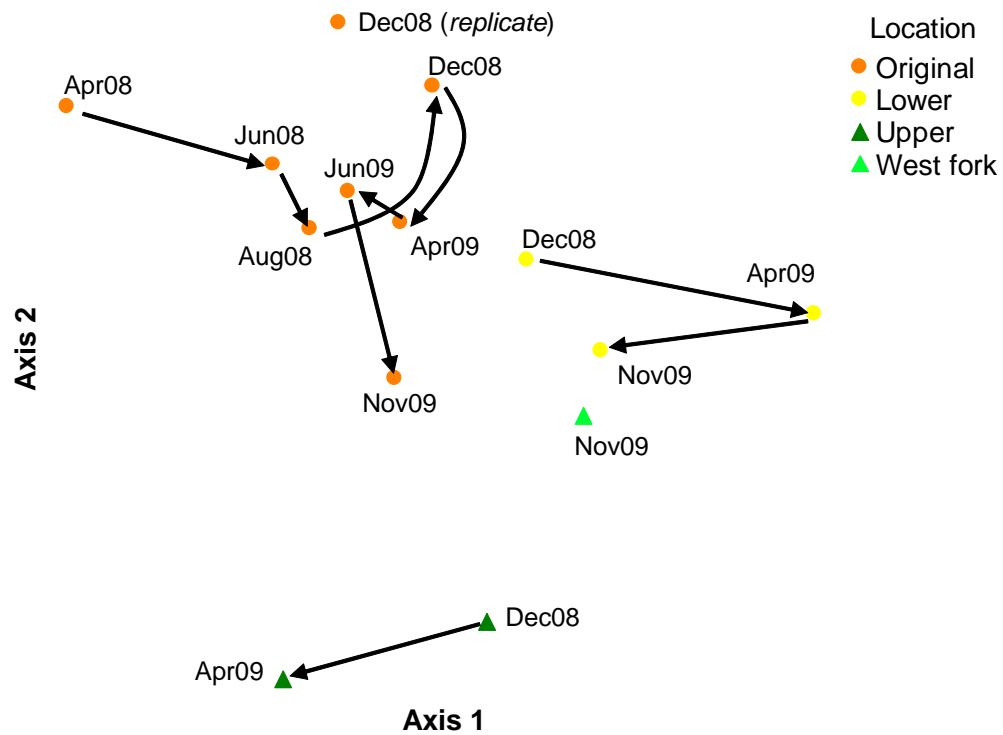 Dec08 (replicate)
Location
Original
Lower
Upper
West fork
Dec08
Apr08
Jun08
Jun09
Aug08
Apr09
Dec08
Apr09
Nov09
Nov09
Nov09
Axis 2
Dec08
Apr09
Axis 1